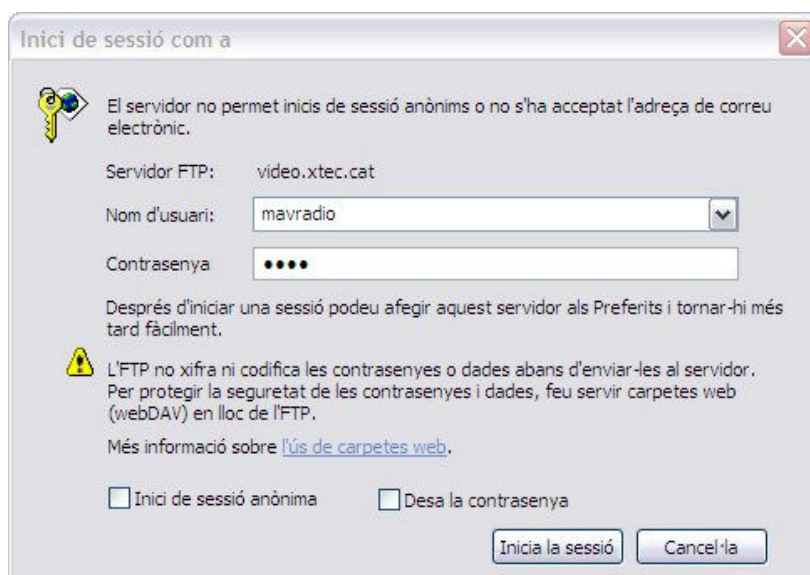 Inici de sessió com a
El servidor no permet inicis de sessió anònims o no s'ha acceptat l'adreça de correu
electrònic.
Servidor FTP: video.xtec.cat
Nom d'usuari: mavradio
Contrasenya ••••
Després d'iniciar una sessió podeu afegir aquest servidor als Preferits i tornar-hi més
tard fàcilment.
L'FTP no xifra ni codifica les contrasenyes o dades abans d'enviar-les al servidor.
Per protegir la seguretat de les contrasenyes i dades, feu servir carpetes web
(webDAV) en lloc de l'FTP.
Més informació sobre l'ús de carpetes web.
Inici de sessió anònima Desa la contrasenya
Inicia la sessió Cancel·la